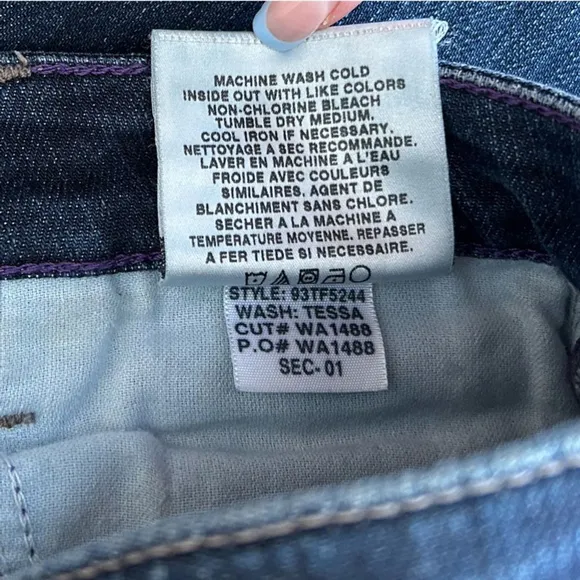 MACHINE WASH COLD
INSIDE OUT WITH LIKE COLORS
NON-CHLORINE BLEACH
TUMBLE DRY MEDIUM.
COOL IRON IF NECESSARY.
NETTOYAGE A SEC RECOMMANDE.
LAVER EN MACHINE A L'EAU
FROIDE AVEC COULEURS
SIMILAIRES. AGENT DE
BLANCHIMENT SANS CHLORE.
SECHER A LA MACHINE A
TEMPERATURE MOYENNE. REPASSER
A FER TIEDE SI NECESSAIRE.
STYLE: 93TF5244
WASH: TESSA
CUT# WA1488
P.O# WA1488
SEC- 01